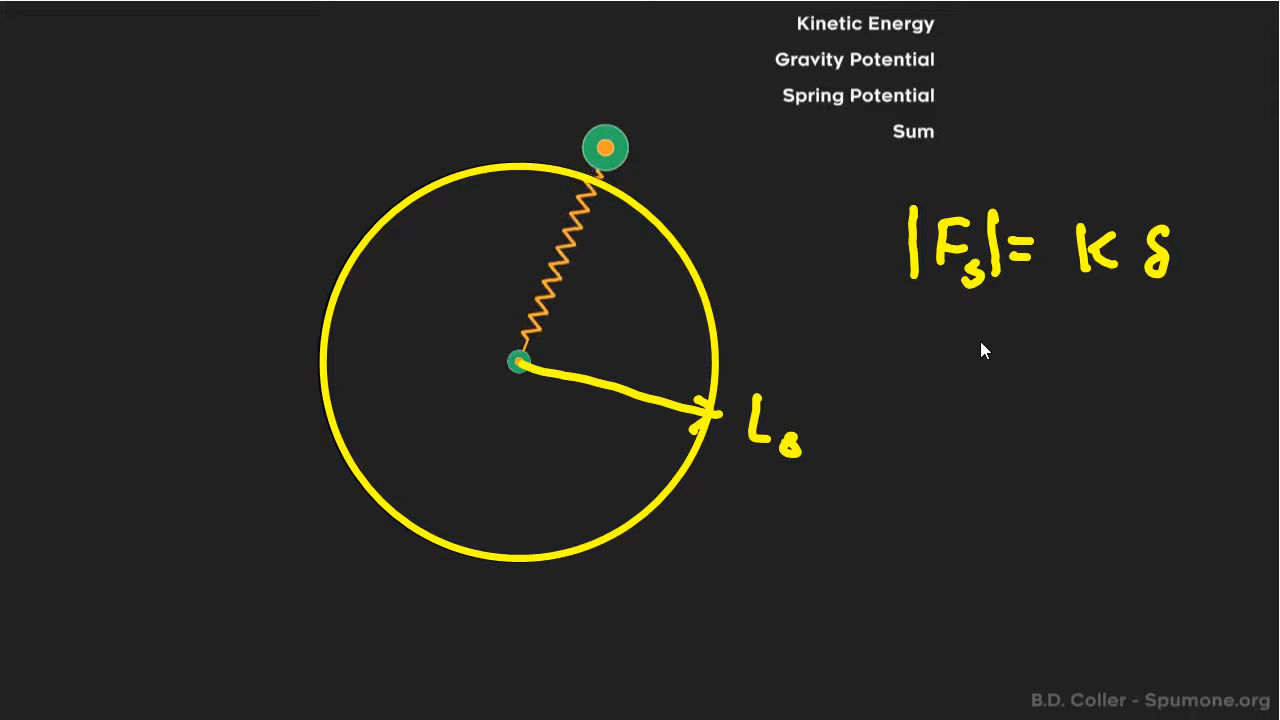 Kinetic Energy
Gravity Potential
Spring Potential
Sum
|Fs| = K δ
L₀
B.D. Coller - Spumone.org